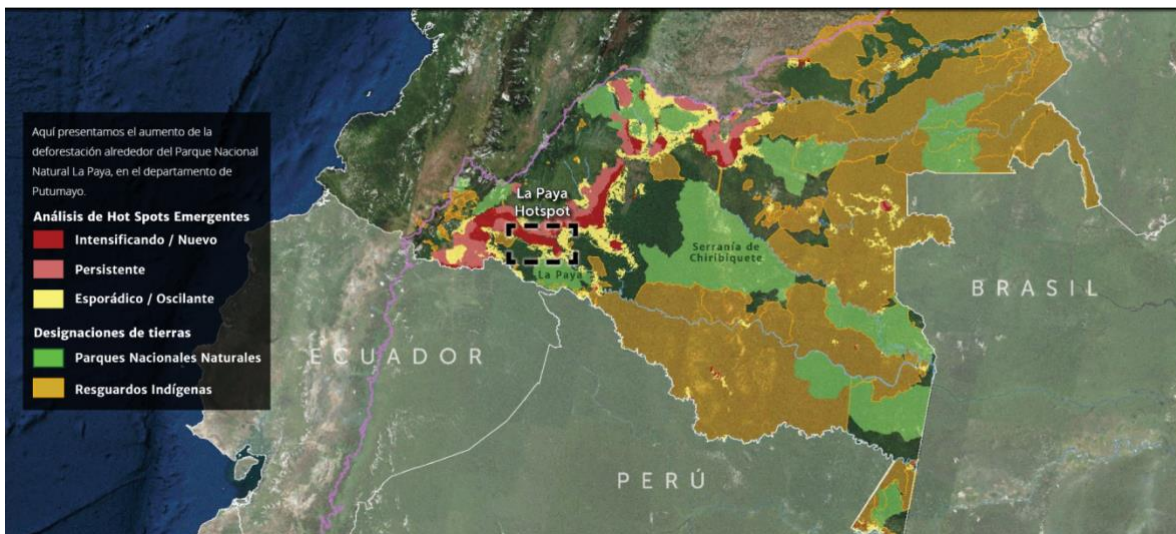 Aquí presentamos el aumento de la
deforestación alrededor del Parque Nacional
Natural La Paya, en el departamento de
Putumayo.
Análisis de Hot Spots Emergentes
Intensificando / Nuevo
Persistente
Esporádico / Oscilante
Designaciones de tierras
Parques Nacionales Naturales
Resguardos Indígenas
La Paya
Hotspot
La Paya
Serranía de
Chiribiquete
ECUADOR
BRASIL
PERÚ